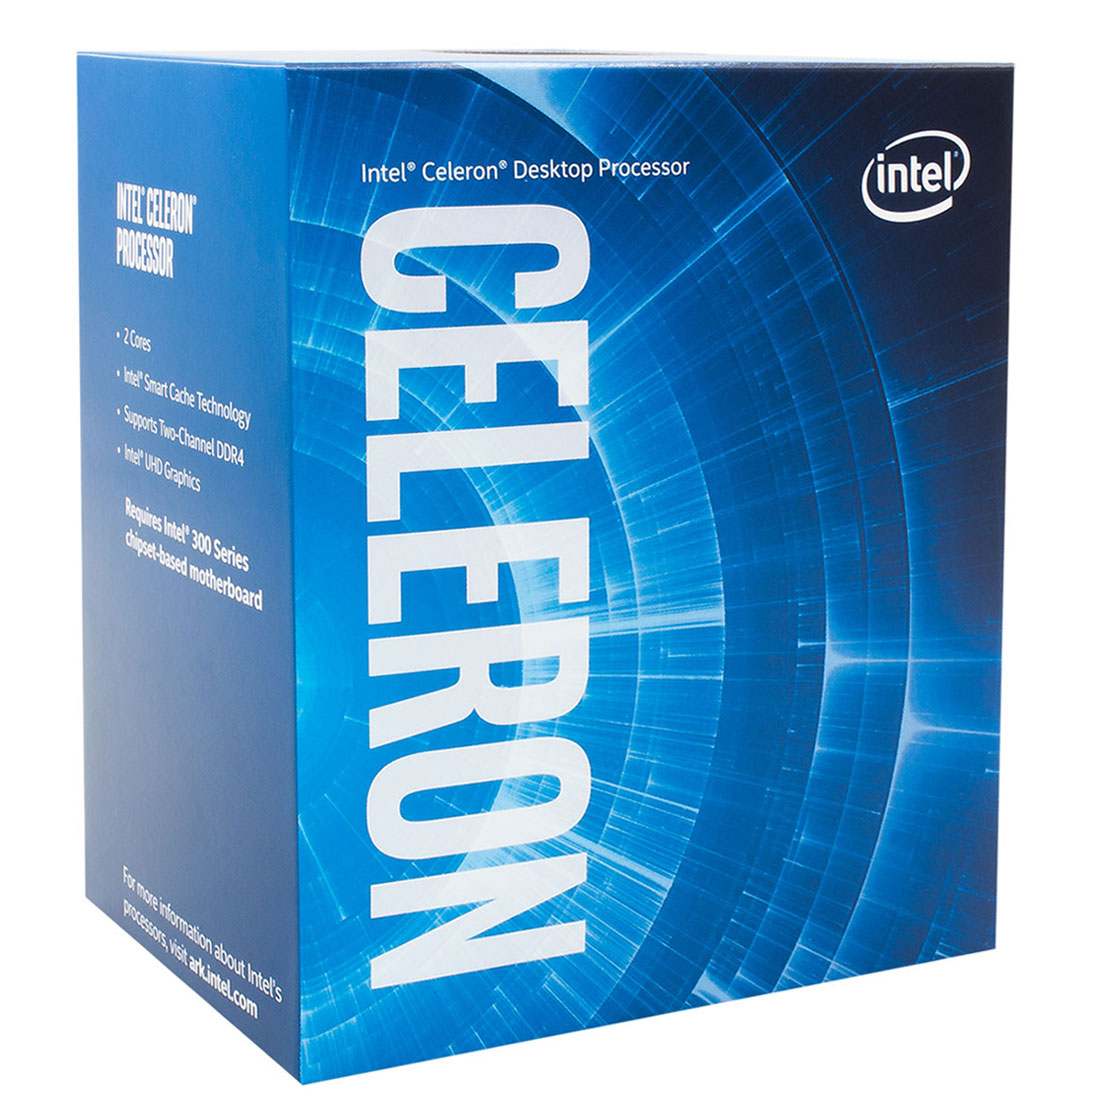 INTEL® CELERON®
PROCESSOR
• 2 Cores
• Intel® Smart Cache Technology
• Supports Two-Channel DDR4
• Intel® UHD Graphics
Requires Intel® 300 Series
chipset-based motherboard
For more information about Intel's
processors, visit ark.intel.com
Intel® Celeron® Desktop Processor
CELERON
intel®